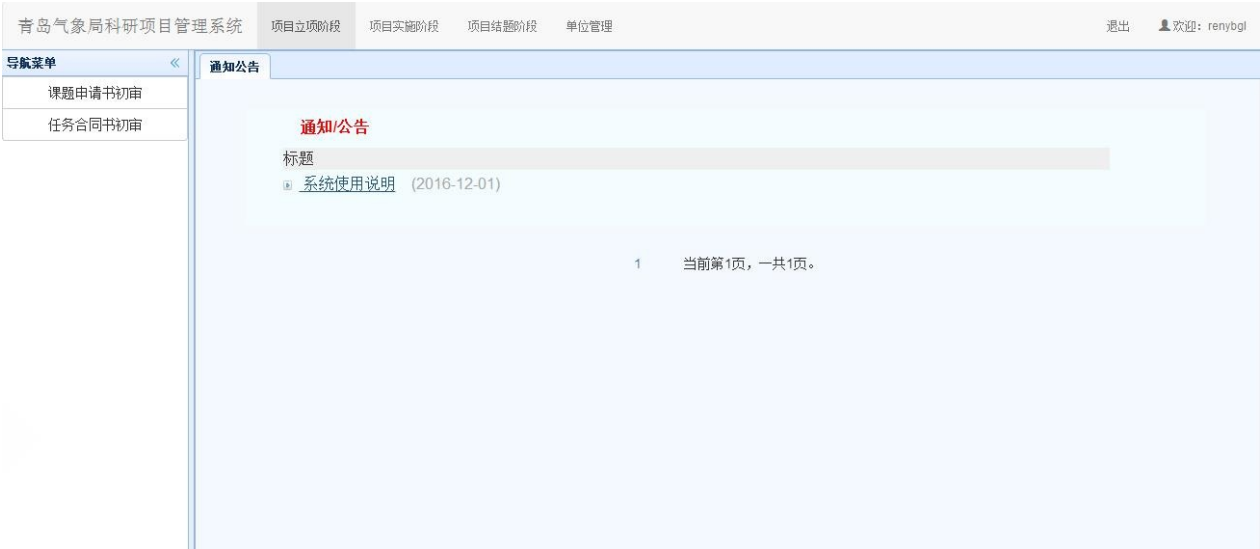 青岛气象局科研项目管理系统 项目立项阶段 项目实施阶段 项目结题阶段 单位管理 退出 欢迎: renybgl
导航菜单 通知公告
课题申请书初审
任务合同书初审
通知/公告
标题
系统使用说明 (2016-12-01)
1 当前第1页，一共1页。